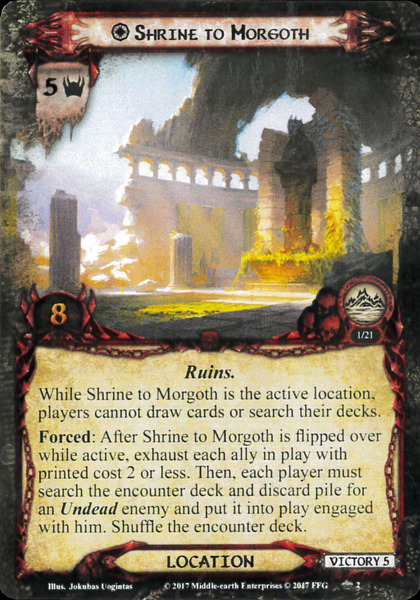 SHRINE TO MORGOTH
5
8
1/21
Ruins.
While Shrine to Morgoth is the active location,
players cannot draw cards or search their decks.
Forced: After Shrine to Morgoth is flipped over
while active, exhaust each ally in play with
printed cost 2 or less. Then, each player must
search the encounter deck and discard pile for
an Undead enemy and put it into play engaged
with him. Shuffle the encounter deck.
LOCATION
VICTORY 5
Illus. Jokubas Uogintas
© 2017 Middle-earth Enterprises © 2017 FFG
2